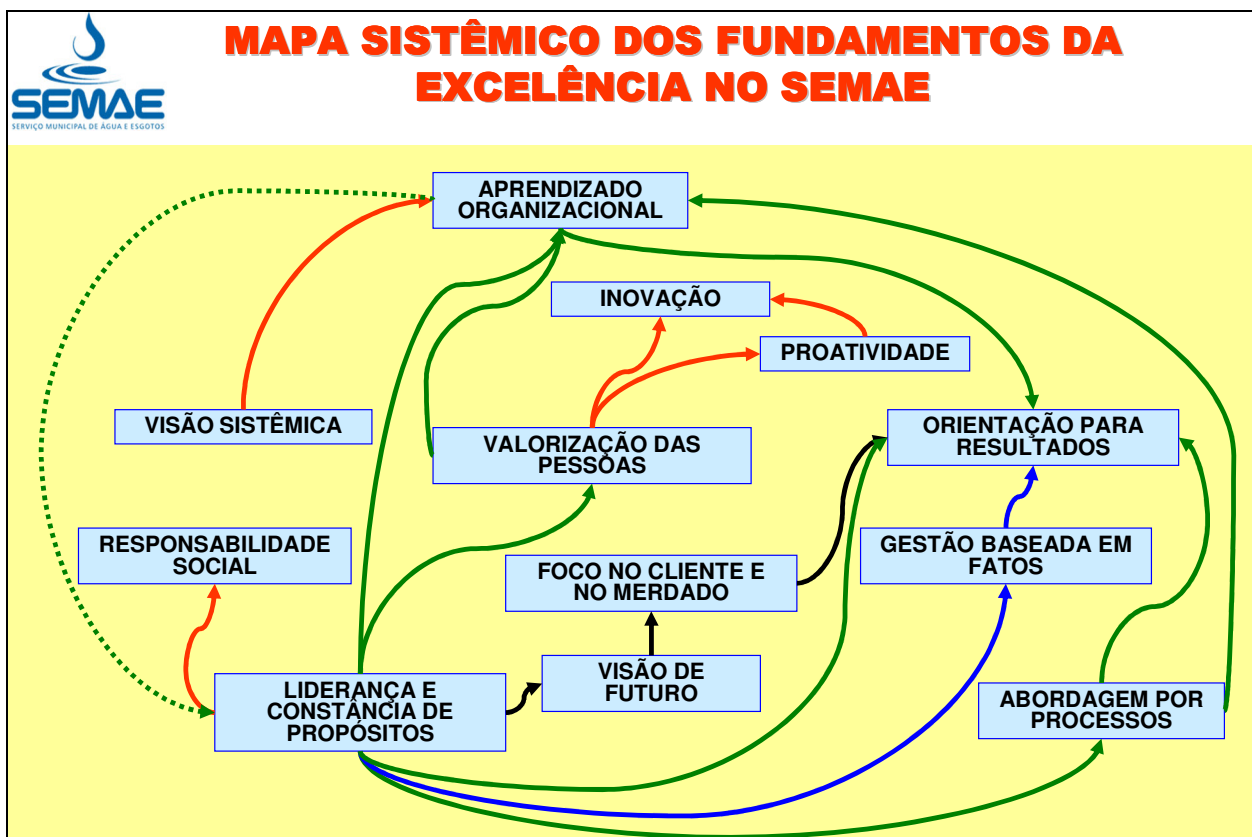 MAPA SISTÊMICO DOS FUNDAMENTOS DA
EXCELÊNCIA NO SEMAE
SEMAE
SERVIÇO MUNICIPAL DE ÁGUA E ESGOTOS
APRENDIZADO
ORGANIZACIONAL
INOVAÇÃO
PROATIVIDADE
VISÃO SISTÊMICA
VALORIZAÇÃO DAS
PESSOAS
ORIENTAÇÃO PARA
RESULTADOS
RESPONSABILIDADE
SOCIAL
FOCO NO CLIENTE E
NO MERDADO
GESTÃO BASEADA EM
FATOS
LIDERANÇA E
CONSTÂNCIA DE
PROPÓSITOS
VISÃO DE
FUTURO
ABORDAGEM POR
PROCESSOS